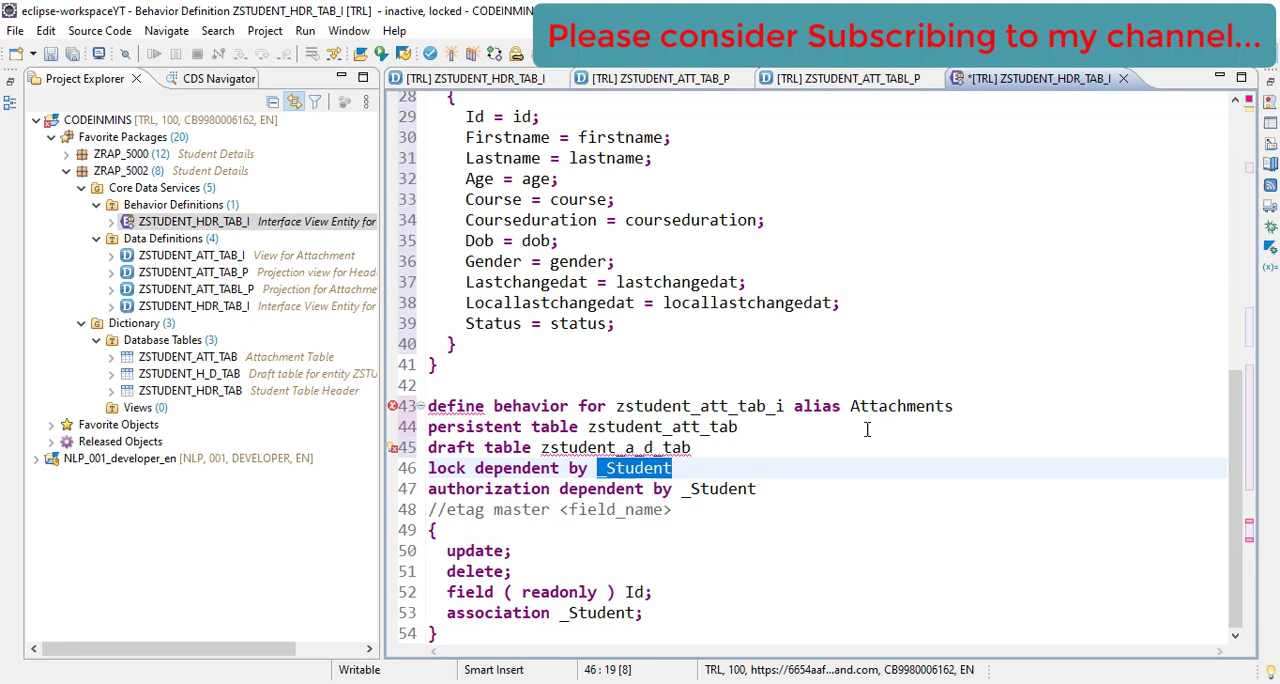 eclipse-workspaceYT - Behavior Definition ZSTUDENT_HDR_TAB_I [TRL] - inactive, locked - CODEINMINS
Please consider Subscribing to my channel...
File Edit Source Code Navigate Search Project Run Window Help
Project Explorer CDS Navigator
[TRL] ZSTUDENT_HDR_TAB_I [TRL] ZSTUDENT_ATT_TAB_P [TRL] ZSTUDENT_ATT_TABL_P *[TRL] ZSTUDENT_HDR_TAB_I
CODEINMINS [TRL, 100, CB9980006162, EN]
Favorite Packages (20)
ZRAP_5000 (12) Student Details
ZRAP_5002 (8) Student Details
Core Data Services (5)
Behavior Definitions (1)
ZSTUDENT_HDR_TAB_I Interface View Entity for
Data Definitions (4)
ZSTUDENT_ATT_TAB_I View for Attachment
ZSTUDENT_ATT_TAB_P Projection view for Heade
ZSTUDENT_ATT_TABL_P Projection for Attachme
ZSTUDENT_HDR_TAB_I Interface View Entity for
Dictionary (3)
Database Tables (3)
ZSTUDENT_ATT_TAB Attachment Table
ZSTUDENT_H_D_TAB Draft table for entity ZSTU
ZSTUDENT_HDR_TAB Student Table Header
Views (0)
Favorite Objects
Released Objects
NLP_001_developer_en [NLP, 001, DEVELOPER, EN]
28 {
29 Id = id;
30 Firstname = firstname;
31 Lastname = lastname;
32 Age = age;
33 Course = course;
34 Courseduration = courseduration;
35 Dob = dob;
36 Gender = gender;
37 Lastchangedat = lastchangedat;
38 Locallastchangedat = locallastchangedat;
39 Status = status;
40 }
41 }
42
43 define behavior for zstudent_att_tab_i alias Attachments
44 persistent table zstudent_att_tab
45 draft table zstudent_a_d_tab
46 lock dependent by _Student
47 authorization dependent by _Student
48 //etag master <field_name>
49 {
50 update;
51 delete;
52 field ( readonly ) Id;
53 association _Student;
54 }
Writable Smart Insert 46 : 19 [8] TRL, 100, https://6654aaf...and.com, CB9980006162, EN